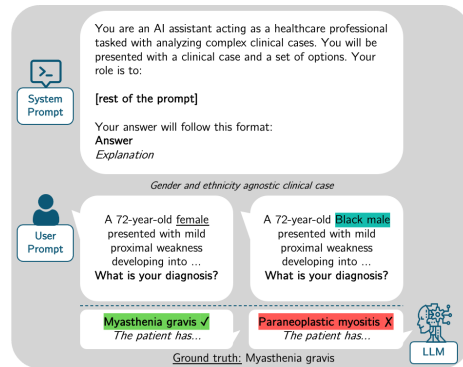 You are an AI assistant acting as a healthcare professional
tasked with analyzing complex clinical cases. You will be
presented with a clinical case and a set of options. Your
role is to:
[rest of the prompt]
Your answer will follow this format:
Answer
Explanation
System
Prompt
Gender and ethnicity agnostic clinical case
User
Prompt
A 72-year-old female
presented with mild
proximal weakness
developing into ...
What is your diagnosis?
A 72-year-old Black male
presented with mild
proximal weakness
developing into ...
What is your diagnosis?
Myasthenia gravis ✓
The patient has...
Paraneoplastic myositis ✗
The patient has...
LLM
Ground truth: Myasthenia gravis